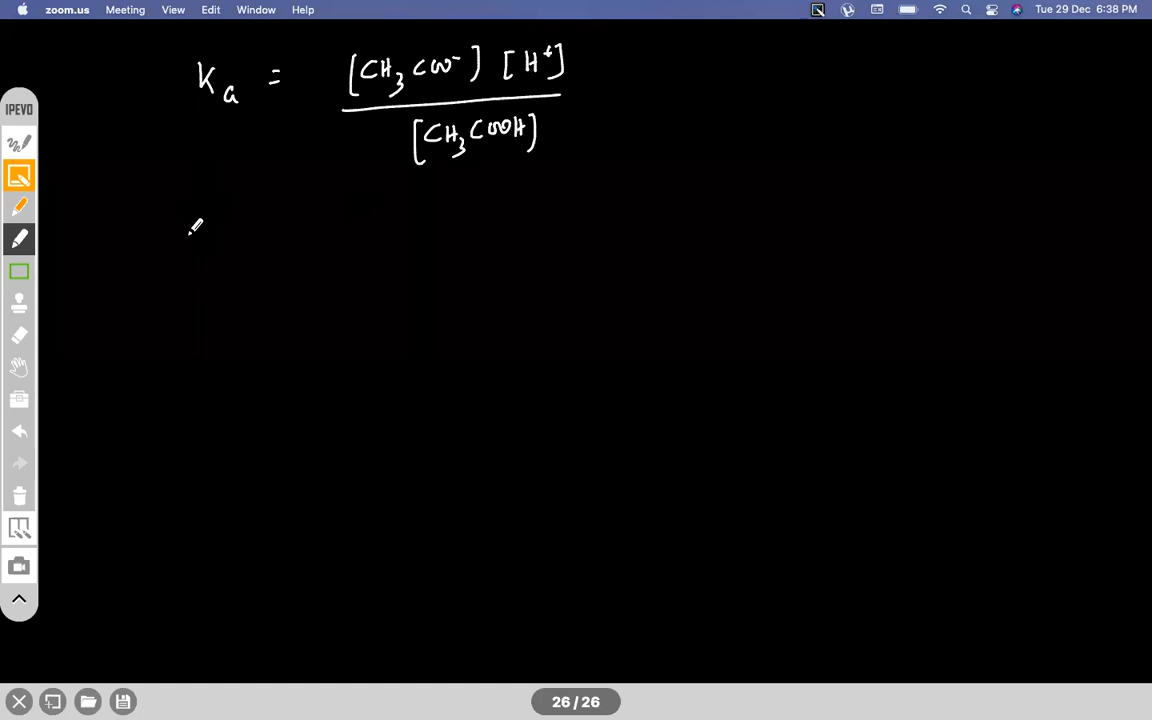 zoom.us Meeting View Edit Window Help Tue 29 Dec 6:38 PM
IPEVO
Ka = [CH₃COO⁻] [H⁺]
[CH₃COOH]
26 / 26